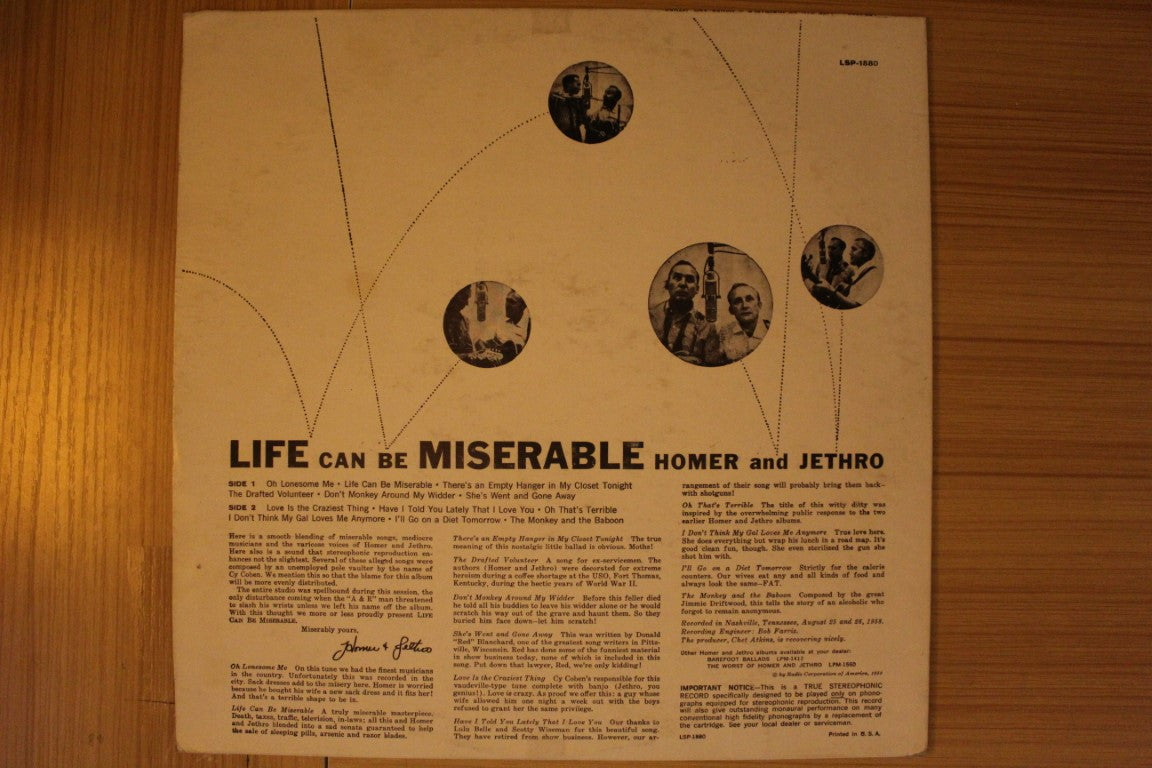 LSP-1880
LIFE CAN BE MISERABLE HOMER and JETHRO
SIDE 1 Oh Lonesome Me • Life Can Be Miserable • There's an Empty Hanger in My Closet Tonight
The Drafted Volunteer • Don't Monkey Around My Widder • She's Went and Gone Away
SIDE 2 Love Is the Craziest Thing • Have I Told You Lately That I Love You • Oh That's Terrible
I Don't Think My Gal Loves Me Anymore • I'll Go on a Diet Tomorrow • The Monkey and the Baboon
Here is a smooth blending of miserable songs, mediocre
musicians and the various voices of Homer and Jethro.
Here also is a sound that stereophonic reproduction en-
hances not the slightest. Several of these alleged songs were
composed by an unemployed pole vaulter by the name of
Cy Coben. We mention this so that the blame for this album
will be more evenly distributed.
The entire studio was spellbound during this session, the
only disturbance coming when the "A & R" man threatened
to slash his wrists unless we left his name off the album.
With this thought we more or less proudly present LIFE
CAN BE MISERABLE.
Miserably yours,
Homer & Jethro
Oh Lonesome Me On this tune we had the finest musicians
in the country. Unfortunately this was recorded in the
city. Sack dresses add to the misery here. Homer is worried
because he bought his wife a new sack dress and it fits her!
And that's a terrible shape to be in.
Life Can Be Miserable A truly miserable masterpiece.
Death, taxes, traffic, television, in-laws; all this and Homer
and Jethro blended into a sad sonata guaranteed to help
the sale of sleeping pills, arsenic and razor blades.
There's an Empty Hanger in My Closet Tonight The true
meaning of this nostalgic little ballad is obvious. Moths!
The Drafted Volunteer A song for ex-servicemen. The
authors (Homer and Jethro) were decorated for extreme
heroism during a coffee shortage at the USO, Fort Thomas,
Kentucky, during the hectic years of World War II.
Don't Monkey Around My Widder Before this feller died
he told all his buddies to leave his widder alone or he would
scratch his way out of the grave and haunt them. So they
buried him face down—let him scratch!
She's Went and Gone Away This was written by Donald
"Red" Blanchard, one of the greatest song writers in Pitts-
ville, Wisconsin. Red has done some of the funniest material
in show business today, none of which is included in this
song. Put down that lawyer, Red, we're only kidding!
Love Is the Craziest Thing Cy Coben's responsible for this
vaudeville-type tune complete with banjo (Jethro, you
genius!). Love is crazy. As proof we offer this: a guy whose
wife allowed him one night a week out with the boys
refused to grant her the same privilege.
Have I Told You Lately That I Love You Our thanks to
Lulu Belle and Scotty Wiseman for this beautiful song.
They have retired from show business. However, our ar-
rangement of their song will probably bring them back—
with shotguns!
Oh That's Terrible The title of this witty ditty was
inspired by the overwhelming public response to the two
earlier Homer and Jethro albums.
I Don't Think My Gal Loves Me Anymore True love here.
She does everything but wrap his lunch in a road map. It's
good clean fun, though. She even sterilized the gun she
shot him with.
I'll Go on a Diet Tomorrow Strictly for the calorie
counters. Our wives eat any and all kinds of food and
always look the same—FAT.
The Monkey and the Baboon Composed by the great
Jimmie Driftwood, this tells the story of an alcoholic who
forgot to remain anonymous.
Recorded in Nashville, Tennessee, August 25 and 26, 1958.
Recording Engineer: Bob Farris.
The producer, Chet Atkins, is recovering nicely.
Other Homer and Jethro albums available at your dealer:
BAREFOOT BALLADS LPM-1412
THE WORST OF HOMER AND JETHRO LPM-1560
© by Radio Corporation of America, 1958
IMPORTANT NOTICE—This is a TRUE STEREOPHONIC
RECORD specifically designed to be played only on phono-
graphs equipped for stereophonic reproduction. This record
will also give outstanding monaural performance on many
conventional high fidelity phonographs by a replacement of
the cartridge. See your local dealer or serviceman.
LSP-1880
Printed in U. S. A.